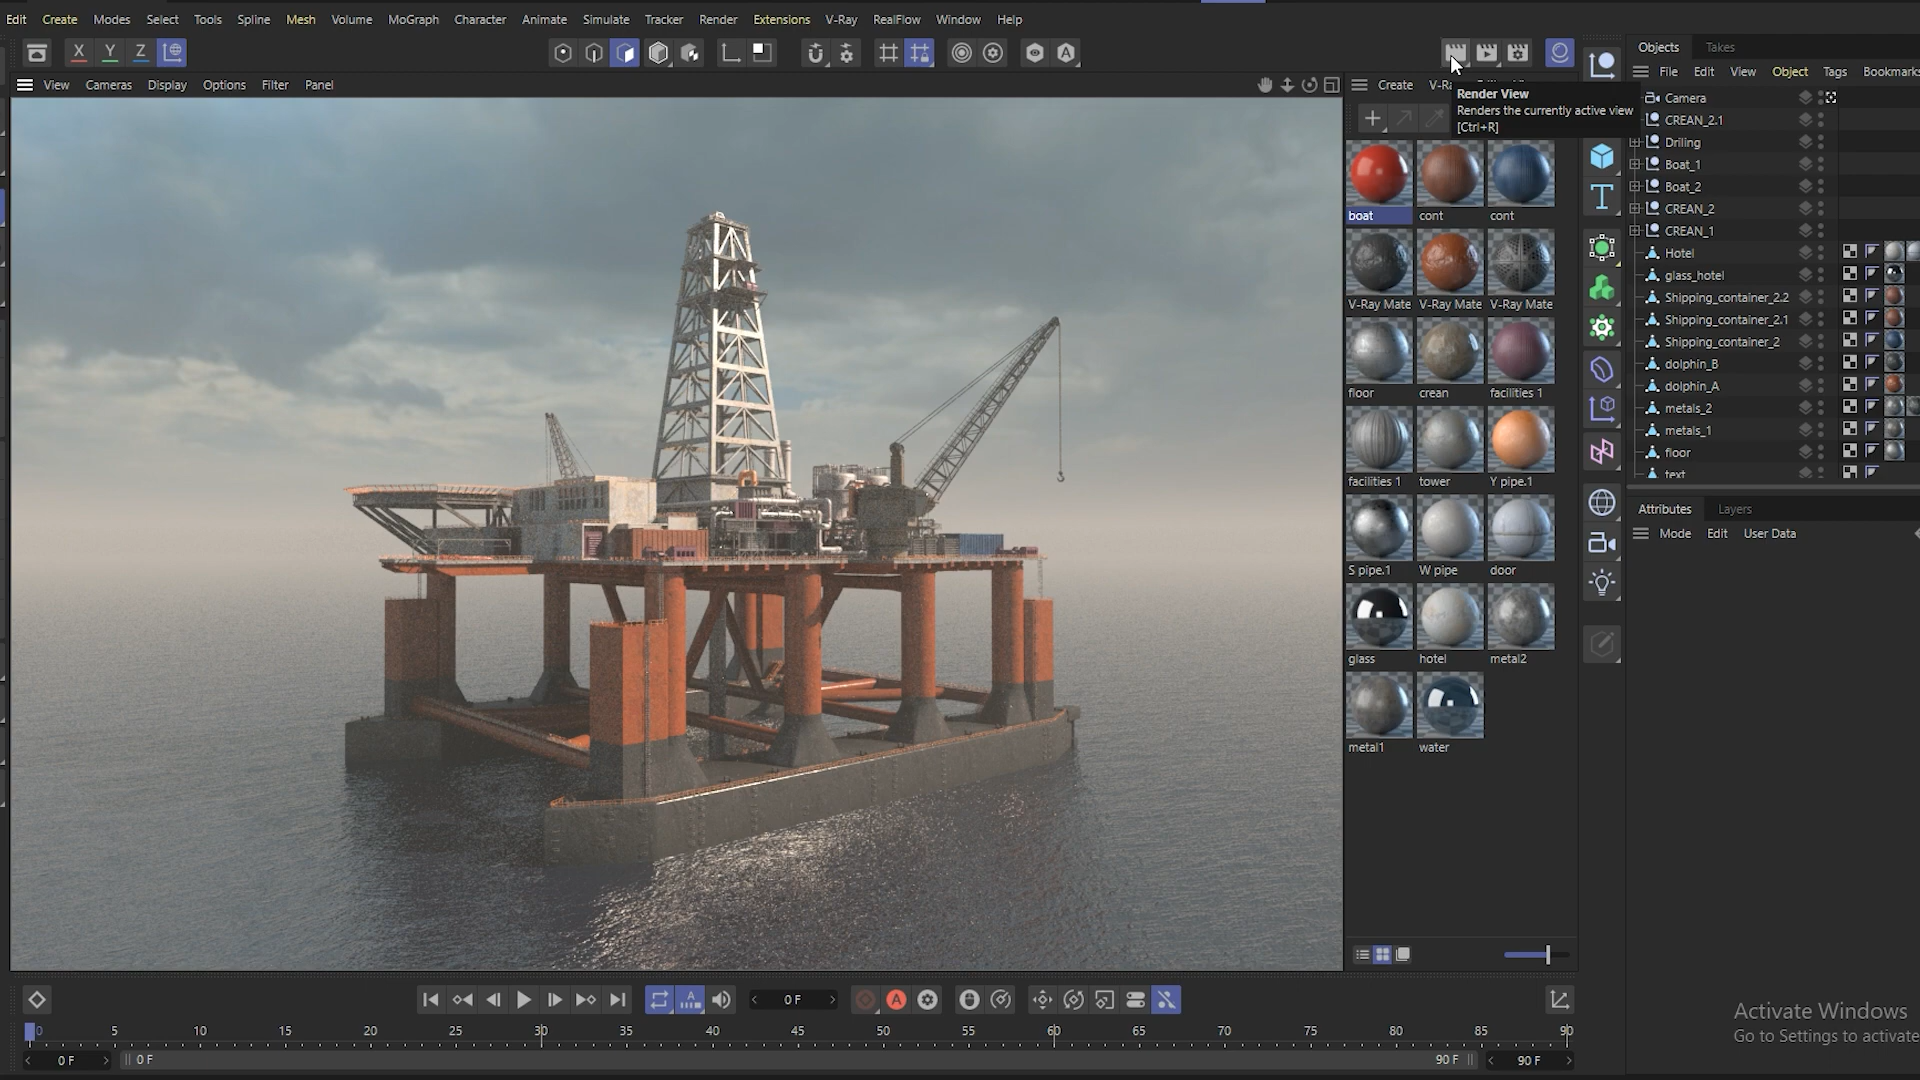 Edit Create Modes Select Tools Spline Mesh Volume MoGraph Character Animate Simulate Tracker Render Extensions V-Ray RealFlow Window Help
X Y Z
View Cameras Display Options Filter Panel
Create
Render View
Renders the currently active view
[Ctrl+R]
boat cont cont
V-Ray Mate V-Ray Mate V-Ray Mate
floor crean facilities 1
facilities 1 tower Y pipe.1
S pipe.1 W pipe door
glass hotel metal2
metal1 water
Objects Takes
File Edit View Object Tags Bookmarks
Camera
CREAN_2.1
Driling
Boat_1
Boat_2
CREAN_2
CREAN_1
Hotel
glass_hotel
Shipping_container_2.2
Shipping_container_2.1
Shipping_container_2
dolphin_B
dolphin_A
metals_2
metals_1
floor
text
Attributes Layers
Mode Edit User Data
0 F
0 5 10 15 20 25 30 35 40 45 50 55 60 65 70 75 80 85 90
0 F 0 F 90 F 90 F
Activate Windows
Go to Settings to activate